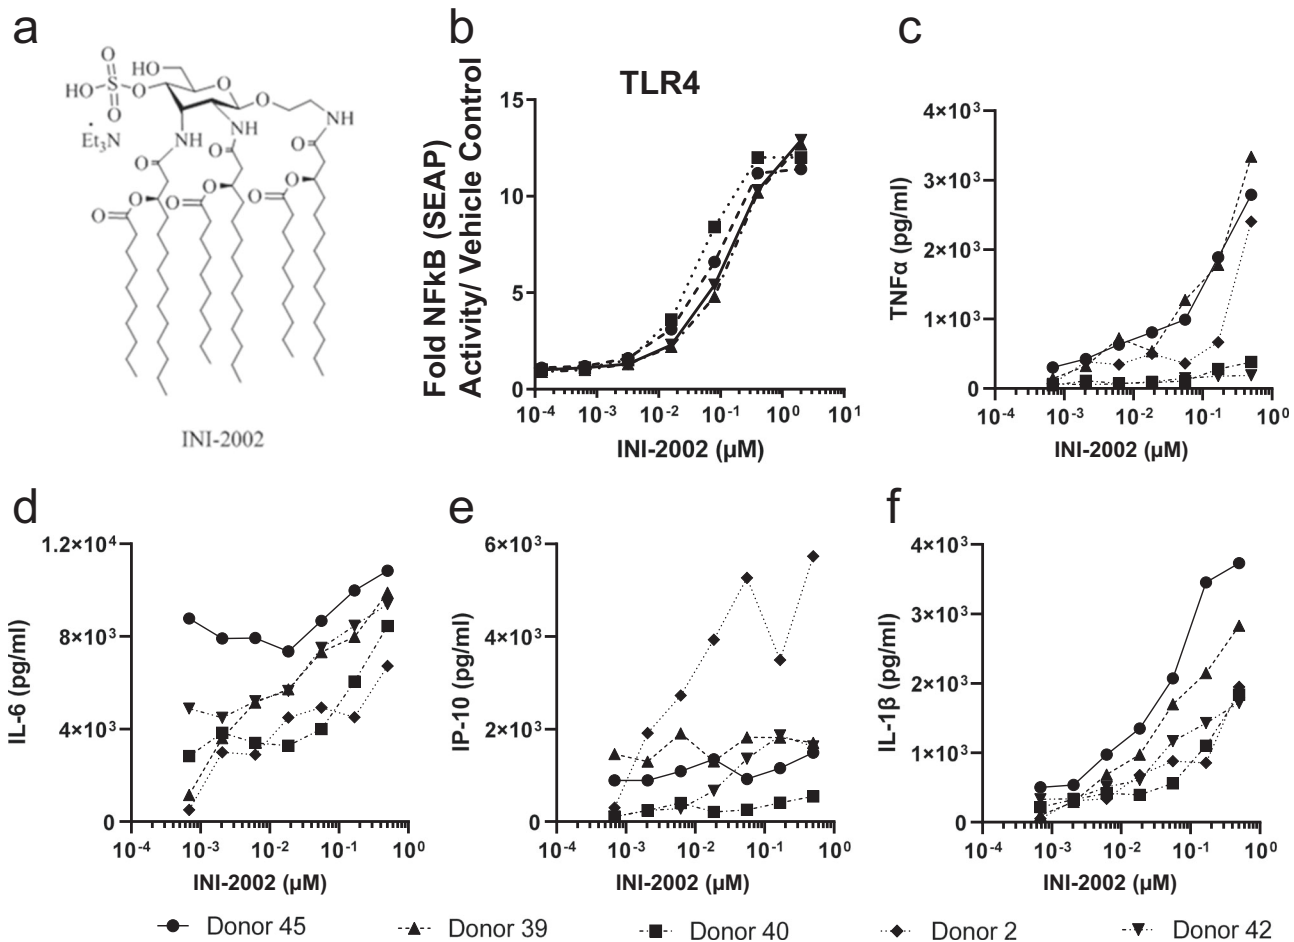 a
HO
O
O
S
HO
O
O
O
O
NH
Et₃N
NH
NH
O
O
O
O
O
O
O
O
O
INI-2002
b
TLR4
Fold NFkB (SEAP)
Activity/ Vehicle Control
15
10
5
0
10⁻⁴ 10⁻³ 10⁻² 10⁻¹ 10⁰ 10¹
INI-2002 (µM)
c
TNFα (pg/ml)
4×10³
3×10³
2×10³
1×10³
0
10⁻⁴ 10⁻³ 10⁻² 10⁻¹ 10⁰
INI-2002 (µM)
d
IL-6 (pg/ml)
1.2×10⁴
8×10³
4×10³
0
10⁻⁴ 10⁻³ 10⁻² 10⁻¹ 10⁰
INI-2002 (µM)
e
IP-10 (pg/ml)
6×10³
4×10³
2×10³
0
10⁻⁴ 10⁻³ 10⁻² 10⁻¹ 10⁰
INI-2002 (µM)
f
IL-1β (pg/ml)
4×10³
3×10³
2×10³
1×10³
0
10⁻⁴ 10⁻³ 10⁻² 10⁻¹ 10⁰
INI-2002 (µM)
Donor 45 Donor 39 Donor 40 Donor 2 Donor 42